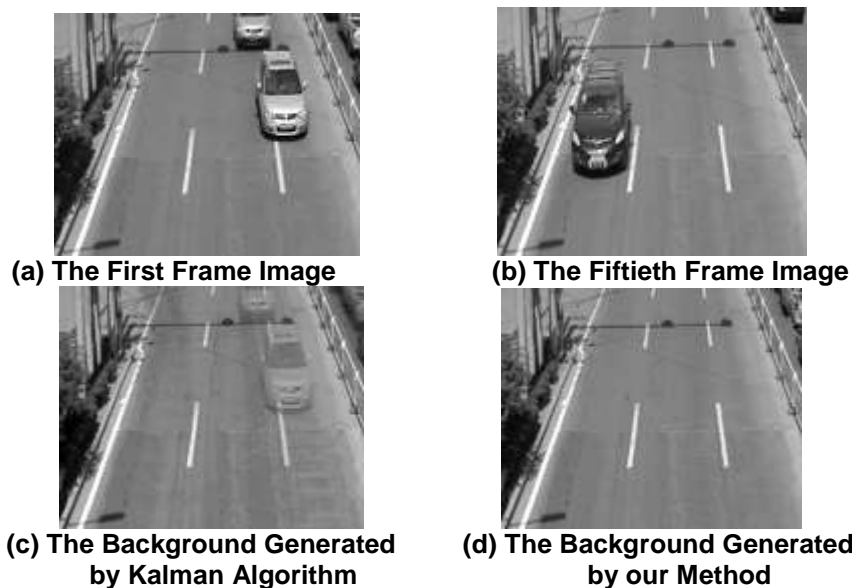 (a) The First Frame Image
(b) The Fiftieth Frame Image
(c) The Background Generated
by Kalman Algorithm
(d) The Background Generated
by our Method